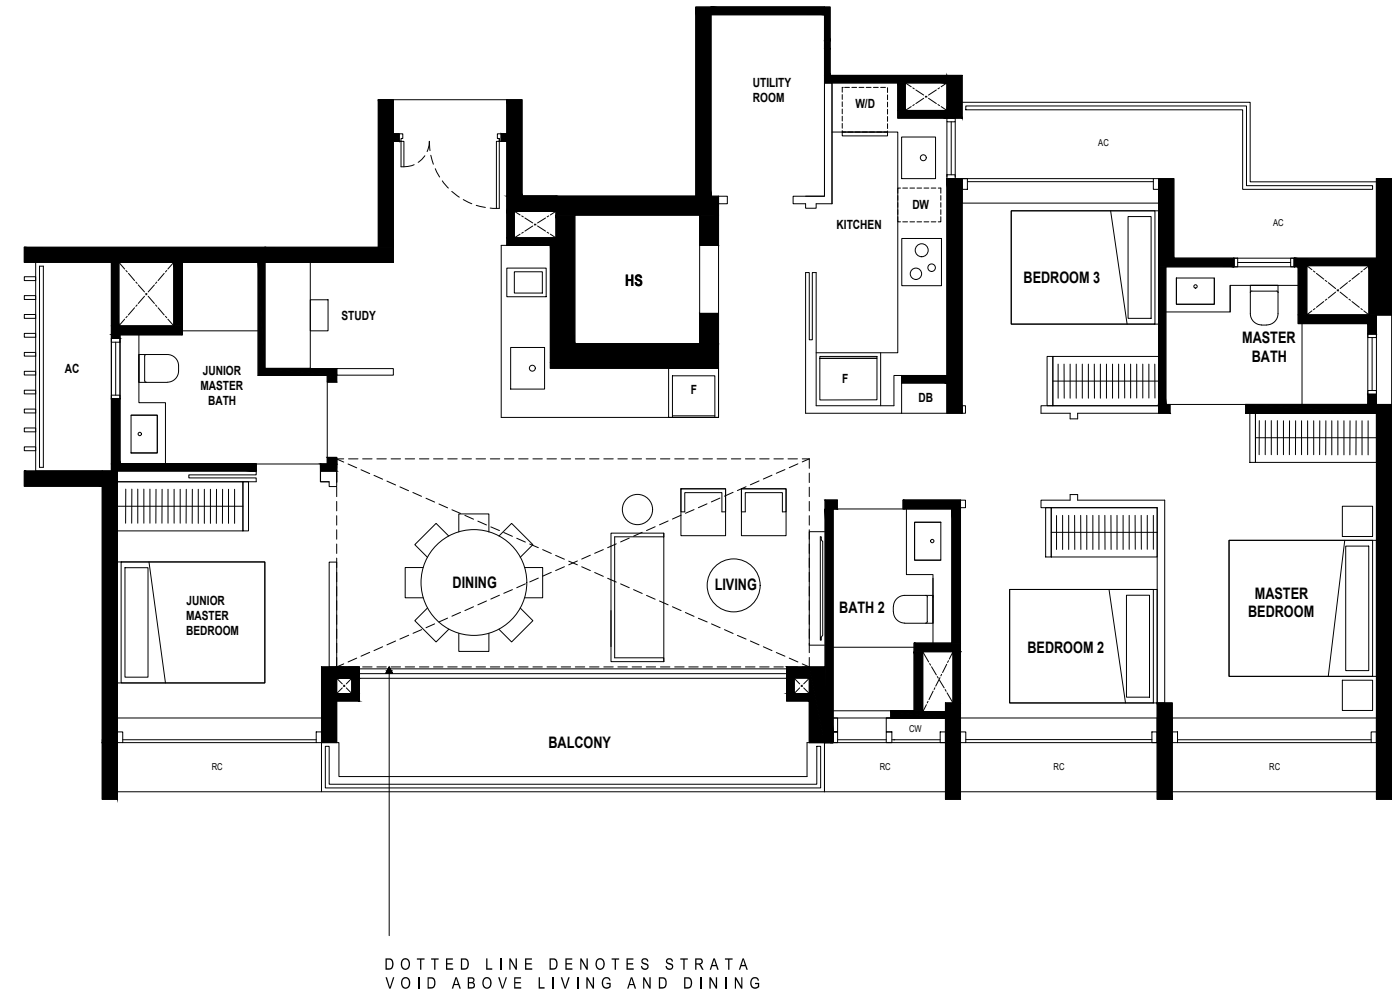 UTILITY
ROOM
W/D
AC
DW
KITCHEN
AC
HS
BEDROOM 3
STUDY
MASTER
BATH
AC
JUNIOR
MASTER
BATH
F
F
DB
DINING
LIVING
JUNIOR
MASTER
BEDROOM
BATH 2
MASTER
BEDROOM
BEDROOM 2
BALCONY
CW
RC
RC
RC
RC
DOTTED LINE DENOTES STRATA
VOID ABOVE LIVING AND DINING